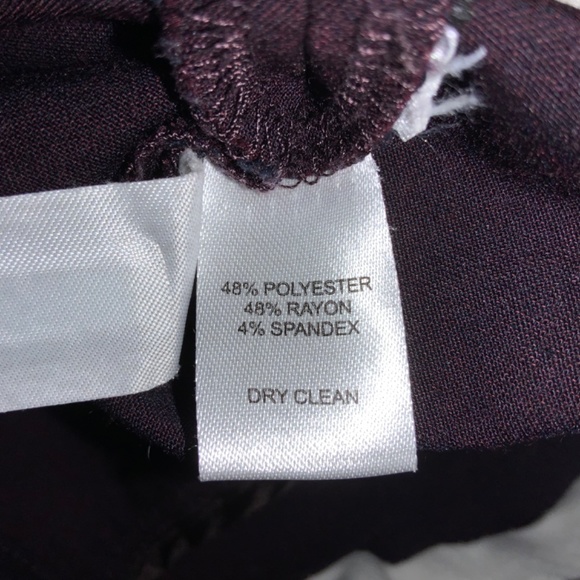 48% POLYESTER
48% RAYON
4% SPANDEX
DRY CLEAN